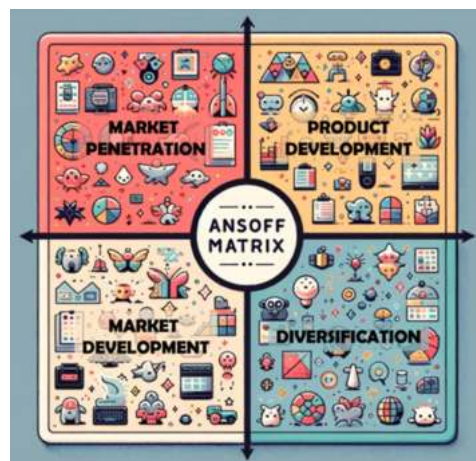 MARKET
PENETRATION
PRODUCT
DEVELOPMENT
ANSOFF
MATRIX
MARKET
DEVELOPMENT
DIVERSIFICATION